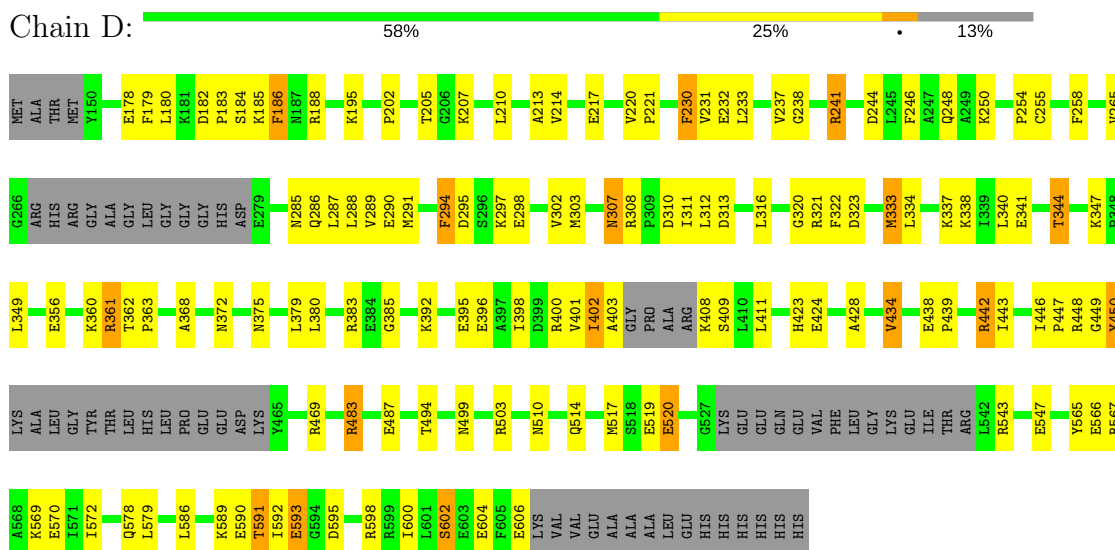 Chain D:
58% 25% • 13%
MET ALA THR MET Y150 E178 F179 L180 K181 D182 P183 S184 K185 F186 N187 R188 K195 P202 T205 G206 K207 L210 A213 V214 E217 V220 P221 F230 V231 E232 L233 V237 G238 R241 D244 L245 F246 A247 Q248 A249 K250 P254 C255 F258
G266 ARG HIS ARG GLY ALA GLY LEU GLY GLY GLY HIS ASP E279 N285 Q286 L287 L288 V289 E290 M291 F294 D295 S296 K297 E298 V302 M303 N307 R308 P309 D310 I311 L312 D313 L316 G320 R321 F322 D323 M333 L334 K337 K338 I339 L340 E341 T344 K347
L349 E356 K360 R361 T362 P363 A368 N372 N375 L379 L380 R383 E384 G385 K392 E395 E396 A397 I398 D399 R400 V401 I402 A403 GLY PRO ALA ARG K408 S409 L410 L411 H423 E424 A428 V434 E438 P439 R442 I443 I446 P447 R448 G449
LYS ALA LEU GLY TYR THR LEU HIS LEU PRO GLU GLU ASP LYS Y465 R469 R483 E487 T494 N499 R503 N510 Q514 M517 S518 E519 E520 G527 LYS GLU GLU GLN GLU VAL PHE LEU GLY LYS GLU ILE THR ARG L542 R543 E547 Y565 E566
A568 K569 E570 I571 I572 Q578 L579 L586 K589 E590 T591 I592 E593 G594 D595 R598 R599 I600 L601 S602 E603 E604 F605 E606 LYS VAL VAL GLU ALA ALA ALA LEU GLU HIS HIS HIS HIS HIS HIS